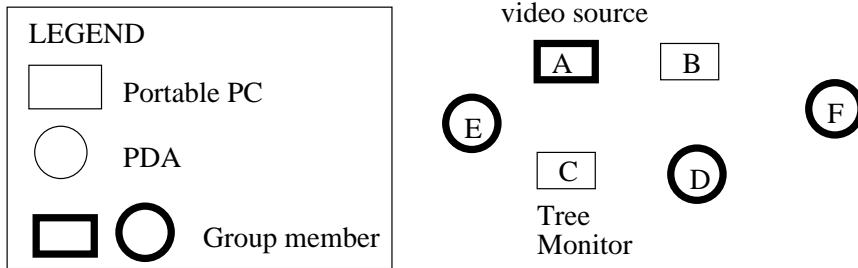 LEGEND
Portable PC
PDA
Group member
video source
A
B
E
F
C
D
Tree
Monitor